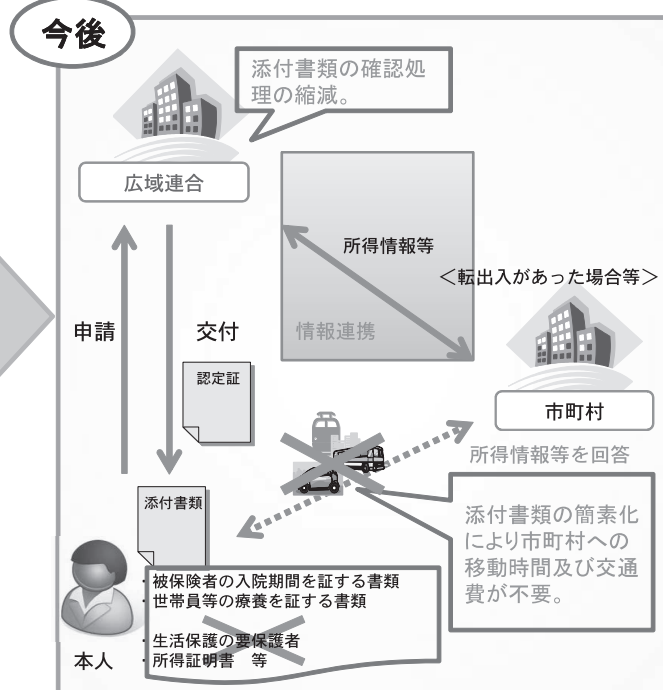 今後
添付書類の確認処
理の縮減。
広域連合
所得情報等
＜転出入があった場合等＞
申請
交付
情報連携
認定証
市町村
所得情報等を回答
添付書類
添付書類の簡素化
により市町村への
移動時間及び交通
費が不要。
・被保険者の入院期間を証する書類
・世帯員等の療養を証する書類
・生活保護の要保護者
・所得証明書　等
本人